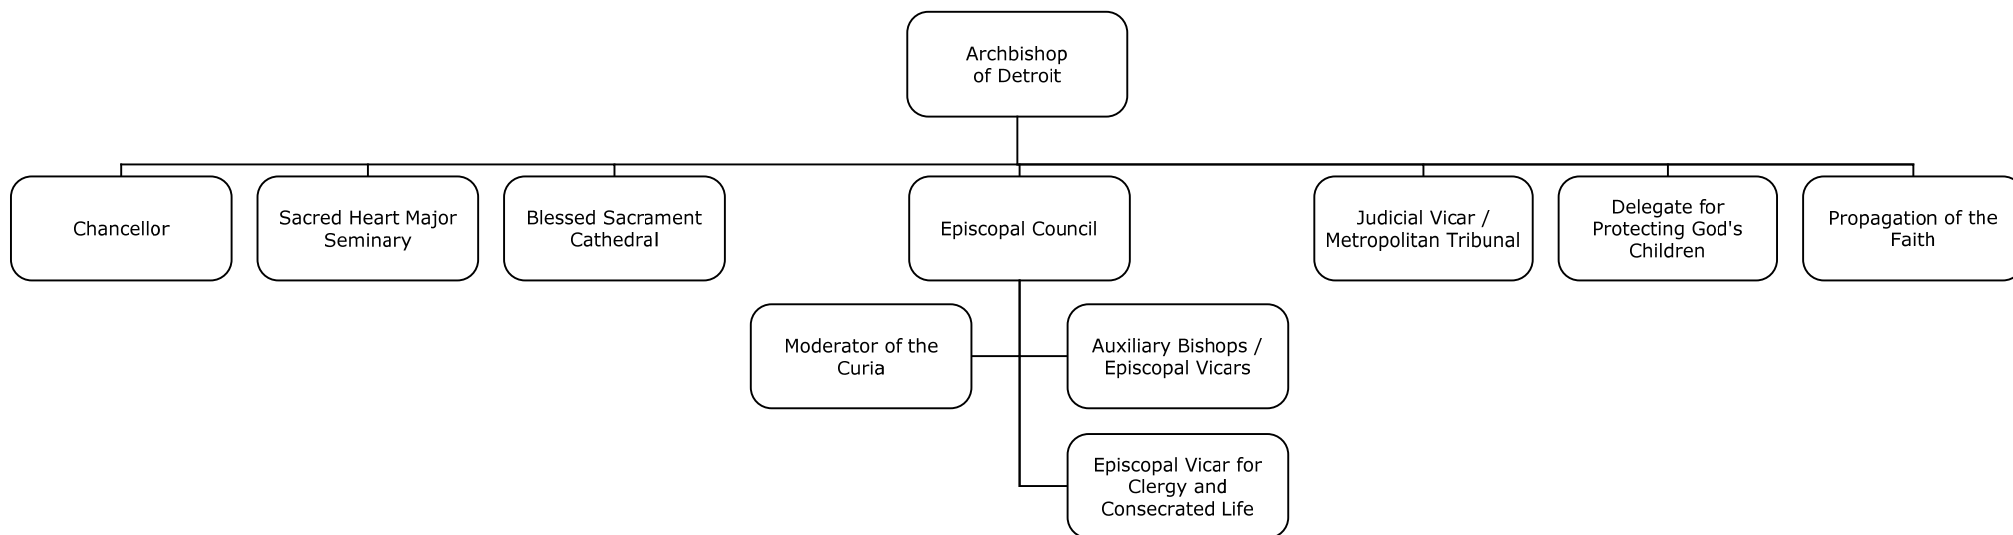 Archbishop
of Detroit
Chancellor
Sacred Heart Major
Seminary
Blessed Sacrament
Cathedral
Episcopal Council
Judicial Vicar /
Metropolitan Tribunal
Delegate for
Protecting God's
Children
Propagation of the
Faith
Moderator of the
Curia
Auxiliary Bishops /
Episcopal Vicars
Episcopal Vicar for
Clergy and
Consecrated Life